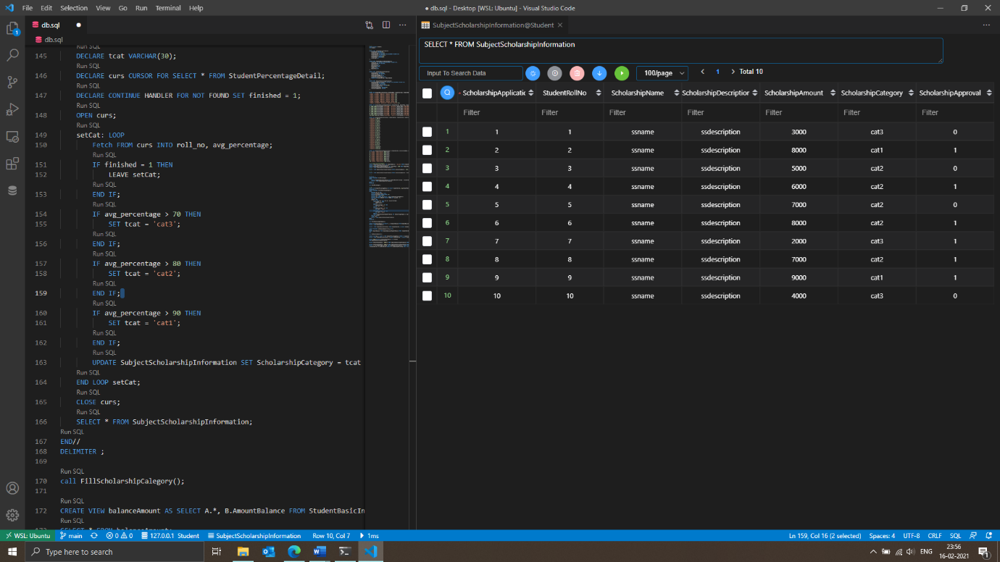 File Edit Selection View Go Run Terminal Help
● db.sql - Desktop [WSL: Ubuntu] - Visual Studio Code
db.sql
SubjectScholarshipInformation@Student
db.sql
Run SQL
145 DECLARE tcat VARCHAR(30);
Run SQL
146 DECLARE curs CURSOR FOR SELECT * FROM StudentPercentageDetail;
Run SQL
147 DECLARE CONTINUE HANDLER FOR NOT FOUND SET finished = 1;
Run SQL
148 OPEN curs;
Run SQL
149 setCat: LOOP
150 Fetch FROM curs INTO roll_no, avg_percentage;
Run SQL
151 IF finished = 1 THEN
152 LEAVE setCat;
Run SQL
153 END IF;
Run SQL
154 IF avg_percentage > 70 THEN
155 SET tcat = 'cat3';
Run SQL
156 END IF;
Run SQL
157 IF avg_percentage > 80 THEN
158 SET tcat = 'cat2';
Run SQL
159 END IF;
Run SQL
160 IF avg_percentage > 90 THEN
161 SET tcat = 'cat1';
Run SQL
162 END IF;
Run SQL
163 UPDATE SubjectScholarshipInformation SET ScholarshipCategory = tcat
Run SQL
164 END LOOP setCat;
Run SQL
165 CLOSE curs;
Run SQL
166 SELECT * FROM SubjectScholarshipInformation;
Run SQL
167 END//
168 DELIMITER ;
169
Run SQL
170 call FillScholarshipCalegory();
171
Run SQL
172 CREATE VIEW balanceAmount AS SELECT A.*, B.AmountBalance FROM StudentBasicIn
Run SQL
SELECT * FROM SubjectScholarshipInformation
Input To Search Data 100/page 1 Total 10
ScholarshipApplicatic StudentRollNo ScholarshipName ScholarshipDescriptior ScholarshipAmount ScholarshipCategory ScholarshipApproval
Filter Filter Filter Filter Filter Filter Filter
1 1 1 ssname ssdescription 3000 cat3 0
2 2 2 ssname ssdescription 8000 cat1 1
3 3 3 ssname ssdescription 5000 cat2 0
4 4 4 ssname ssdescription 6000 cat2 1
5 5 5 ssname ssdescription 7000 cat2 0
6 6 6 ssname ssdescription 8000 cat2 1
7 7 7 ssname ssdescription 2000 cat3 1
8 8 8 ssname ssdescription 7000 cat2 1
9 9 9 ssname ssdescription 9000 cat1 1
10 10 10 ssname ssdescription 4000 cat3 0
WSL: Ubuntu main 0 0 127.0.0.1 Student SubjectScholarshipInformation Row 10, Col 7 1ms Ln 159, Col 16 (2 selected) Spaces: 4 UTF-8 CRLF SQL
Type here to search
ENG
23:56
16-02-2021